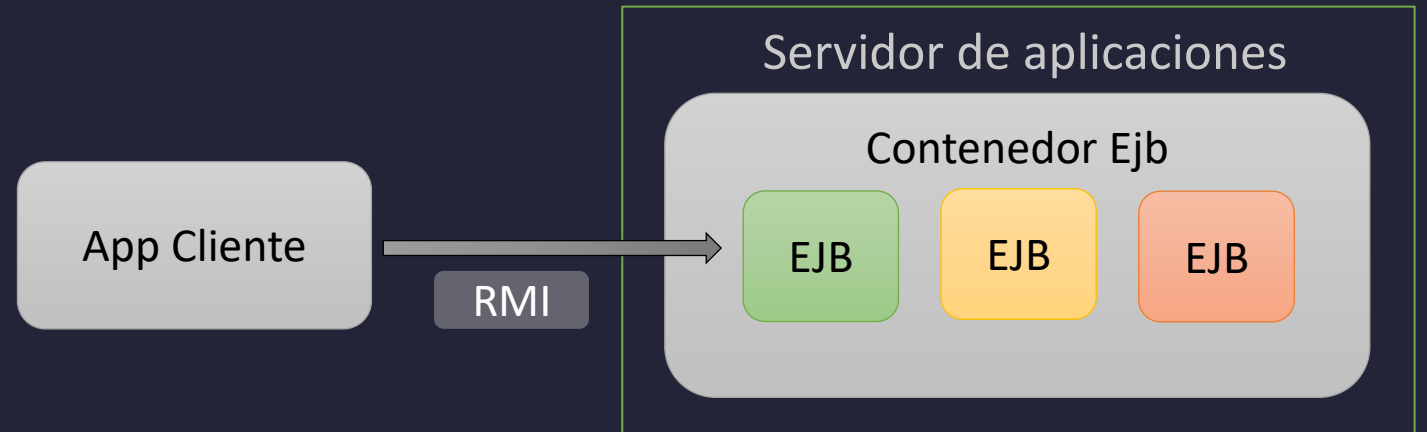 Servidor de aplicaciones
Contenedor Ejb
App Cliente
RMI
EJB
EJB
EJB